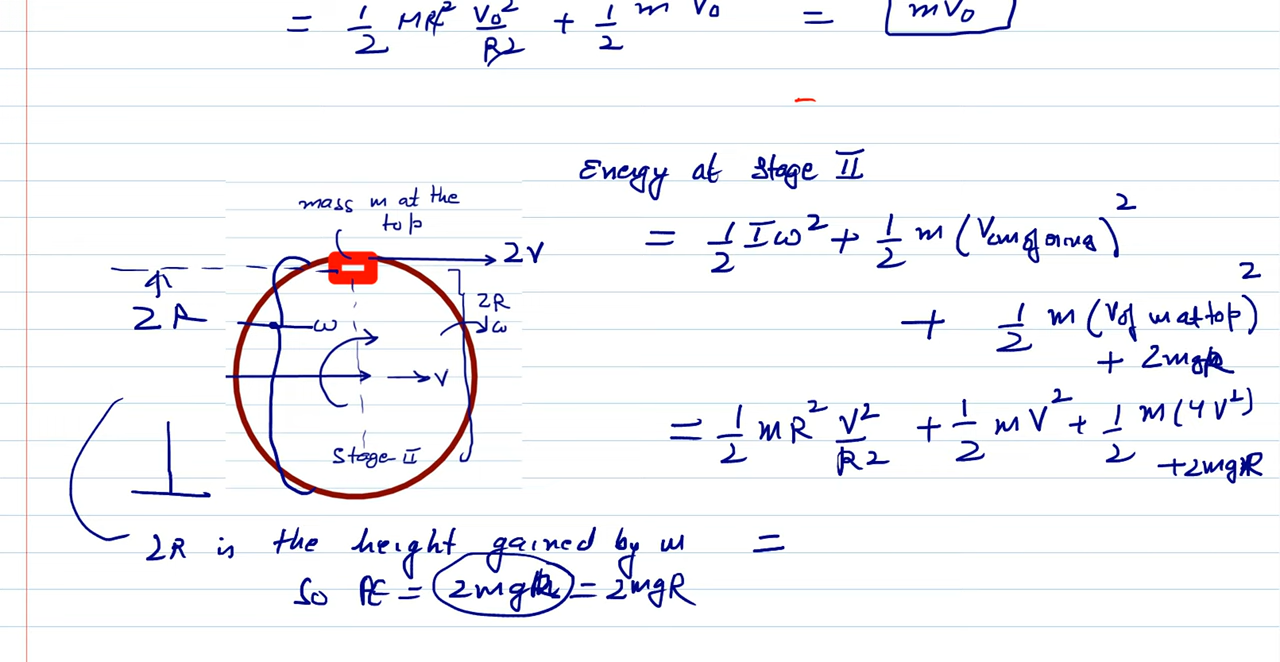 = 1/2 MR² V₀²/R2 + 1/2 m V₀ = mV₀
Energy at Stage II
mass m at the
top
= 1/2 Iω² + 1/2 m (Vcm of ring)²
2V
2R
2R
ω
ω
+ 1/2 m (V of m at top)²
+ 2mgR
V
= 1/2 mR² V²/R2 + 1/2 mV² + 1/2 m(4V²)
+2mgR
Stage II
2R is the height gained by m =
So PE = 2mgR = 2mgR